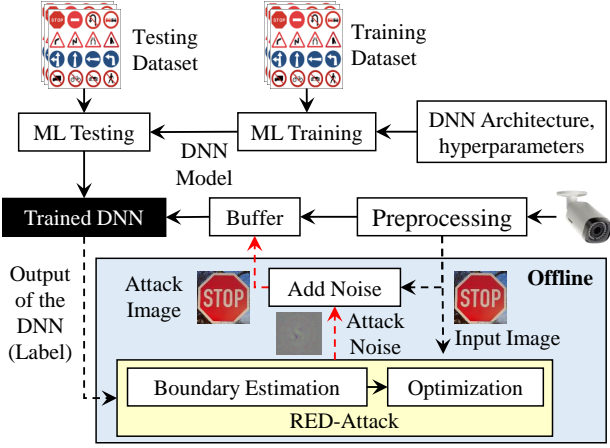 Testing
Dataset
Training
Dataset
ML Testing
ML Training
DNN Architecture,
hyperparameters
DNN
Model
Trained DNN
Buffer
Preprocessing
Output
of the
DNN
(Label)
Offline
Attack
Image
STOP
Add Noise
STOP
Attack
Noise
Input Image
Boundary Estimation
Optimization
RED-Attack
STOP